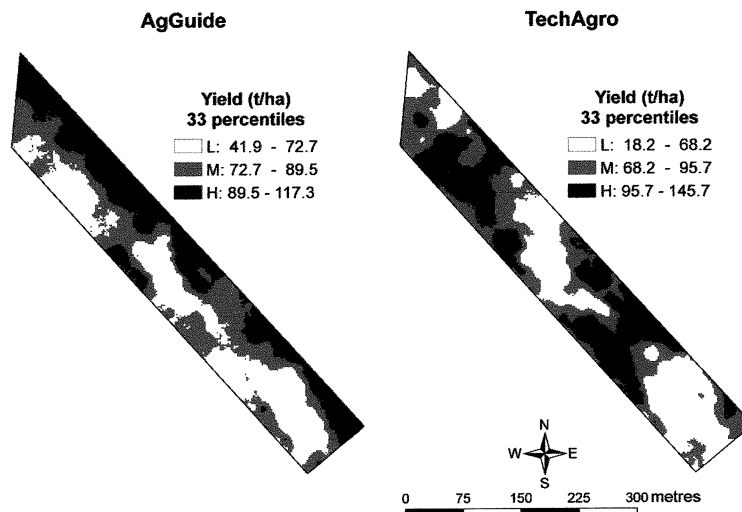 AgGuide
Yield (t/ha)
33 percentiles
L: 41.9 - 72.7
M: 72.7 - 89.5
H: 89.5 - 117.3
TechAgro
Yield (t/ha)
33 percentiles
L: 18.2 - 68.2
M: 68.2 - 95.7
H: 95.7 - 145.7
N
W E
S
0 75 150 225 300 metres